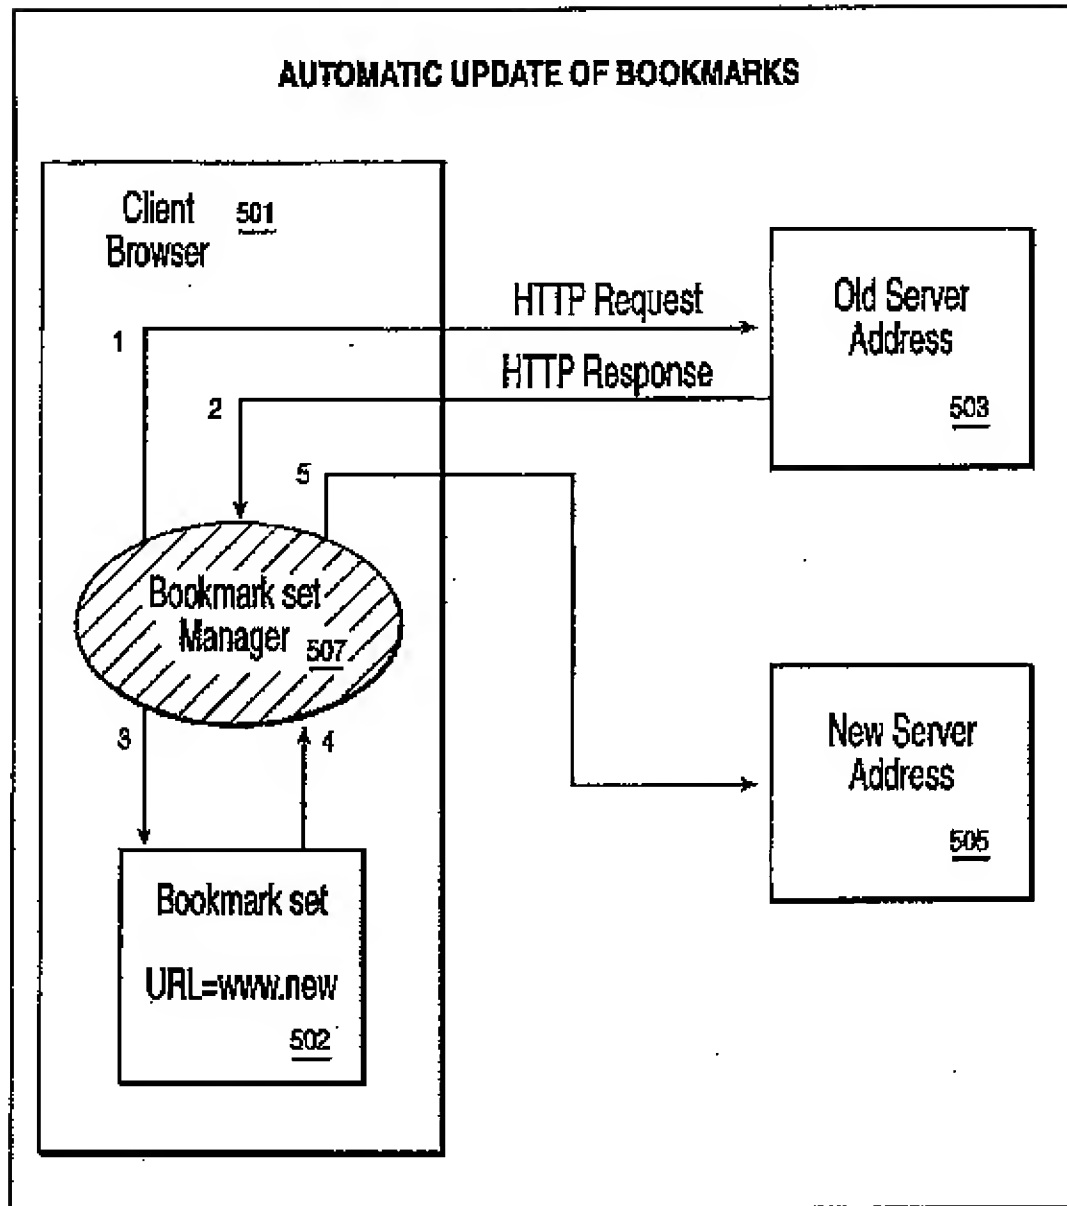 AUTOMATIC UPDATE OF BOOKMARKS
Client
Browser
501
HTTP Request
1
Old Server
Address
503
HTTP Response
2
5
Bookmark set
Manager
507
3
4
New Server
Address
505
Bookmark set
URL=www.new
502